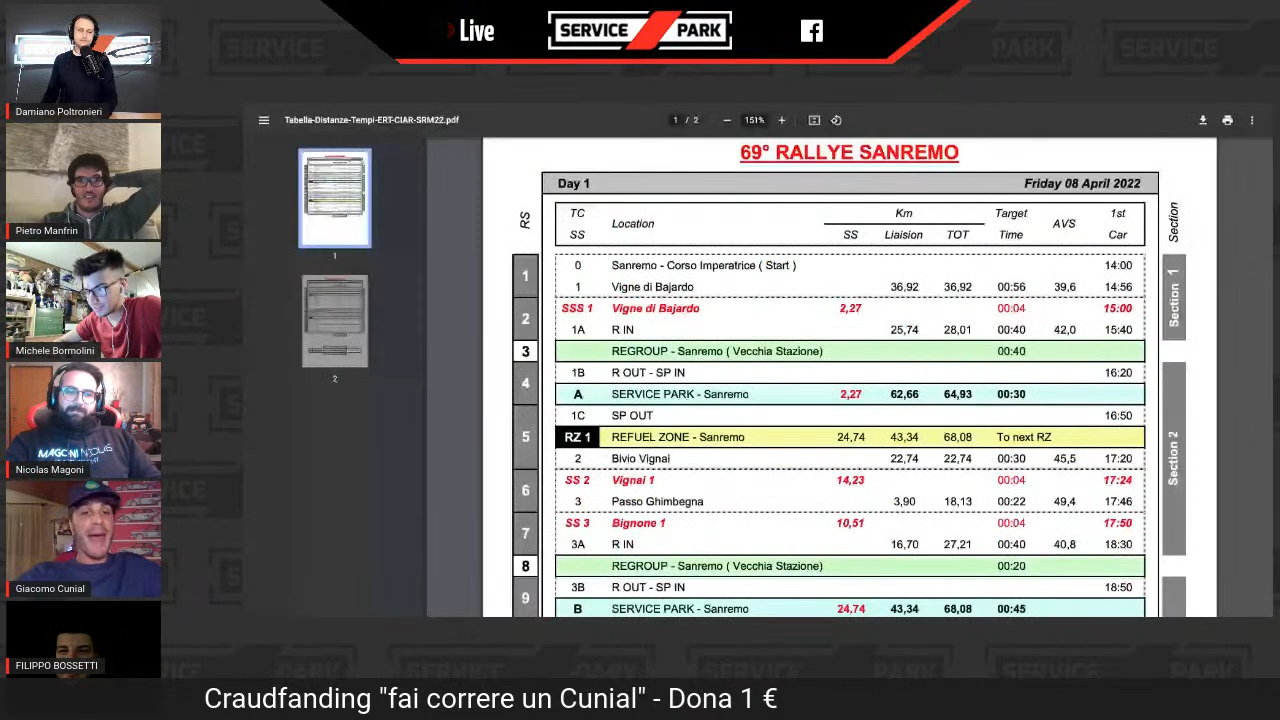 Live
SERVICE PARK
Damiano Poltronieri
Pietro Manfrin
Michele Bormolini
MAGONI NICOLAS
Nicolas Magoni
Giacomo Cunial
FILIPPO BOSSETTI
Tabella-Distanze-Tempi-ERT-CIAR-SRM22.pdf
1 / 2
151%
1
2
69° RALLYE SANREMO
Day 1 Friday 08 April 2022
RS TC Location Km Target AVS 1st Section
SS SS Liaision TOT Time Car
1 0 Sanremo - Corso Imperatrice ( Start ) 14:00 Section 1
1 Vigne di Bajardo 36,92 36,92 00:56 39,6 14:56
2 SSS 1 Vigne di Bajardo 2,27 00:04 15:00
1A R IN 25,74 28,01 00:40 42,0 15:40
3 REGROUP - Sanremo ( Vecchia Stazione) 00:40
4 1B R OUT - SP IN 16:20 Section 2
A SERVICE PARK - Sanremo 2,27 62,66 64,93 00:30
5 1C SP OUT 16:50
RZ 1 REFUEL ZONE - Sanremo 24,74 43,34 68,08 To next RZ
2 Bivio Vignai 22,74 22,74 00:30 45,5 17:20
6 SS 2 Vignai 1 14,23 00:04 17:24
3 Passo Ghimbegna 3,90 18,13 00:22 49,4 17:46
7 SS 3 Bignone 1 10,51 00:04 17:50
3A R IN 16,70 27,21 00:40 40,8 18:30
8 REGROUP - Sanremo ( Vecchia Stazione) 00:20
9 3B R OUT - SP IN 18:50
B SERVICE PARK - Sanremo 24,74 43,34 68,08 00:45
Craudfanding "fai correre un Cunial" - Dona 1 €